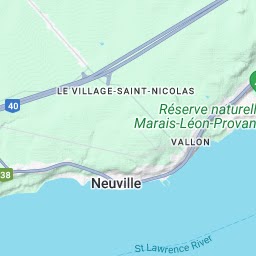 LE VILLAGE-SAINT-NICOLAS
40
Réserve naturell
Marais-Léon-Provan
VALLON
38
Neuville
St Lawrence River